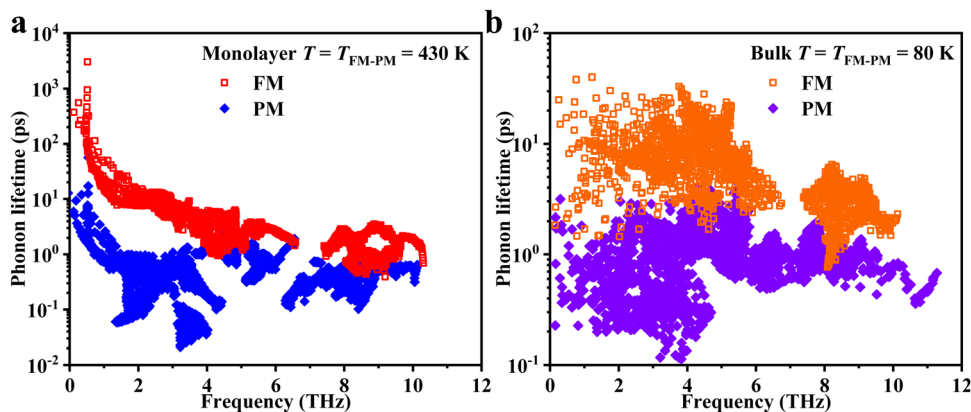 a
Monolayer T = T_FM-PM = 430 K
FM
PM
Phonon lifetime (ps)
10^4
10^3
10^2
10^1
10^0
10^-1
10^-2
0 2 4 6 8 10 12
Frequency (THz)
b
Bulk T = T_FM-PM = 80 K
FM
PM
Phonon lifetime (ps)
10^2
10^1
10^0
10^-1
0 2 4 6 8 10 12
Frequency (THz)